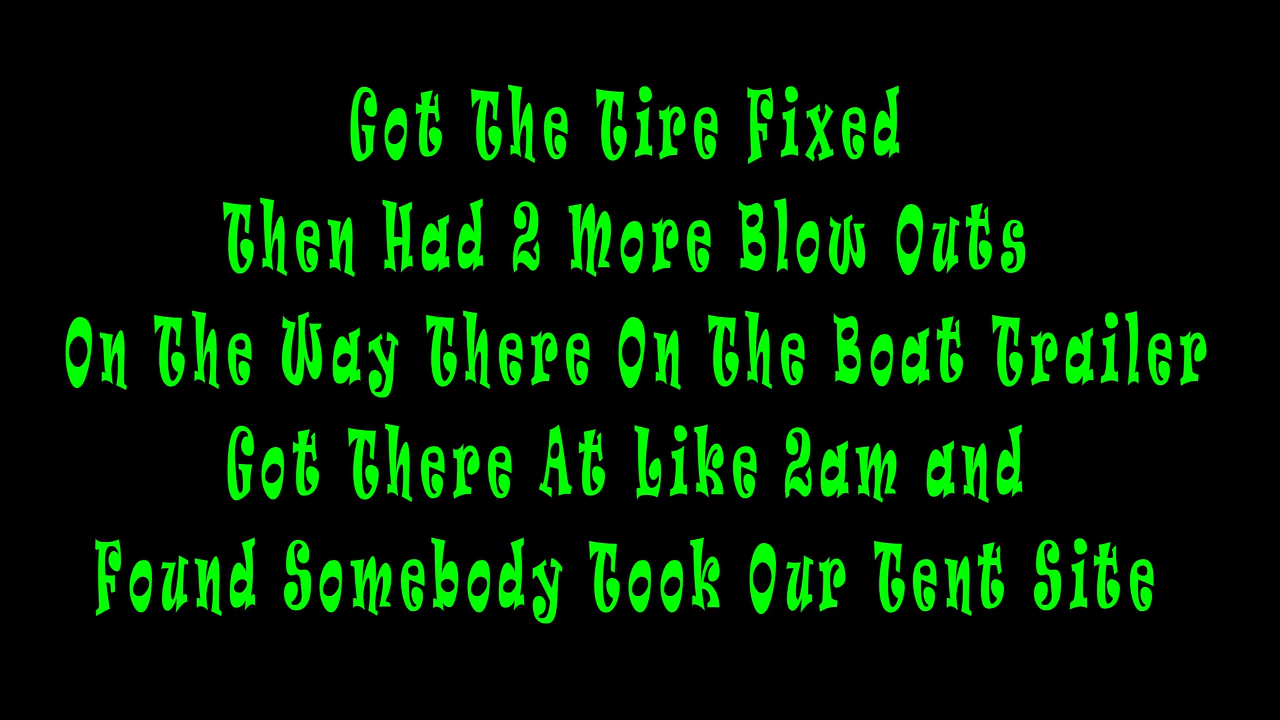 Got The Tire Fixed
Then Had 2 More Blow Outs
On The Way There On The Boat Trailer
Got There At Like 2am and
Found Somebody Took Our Tent Site